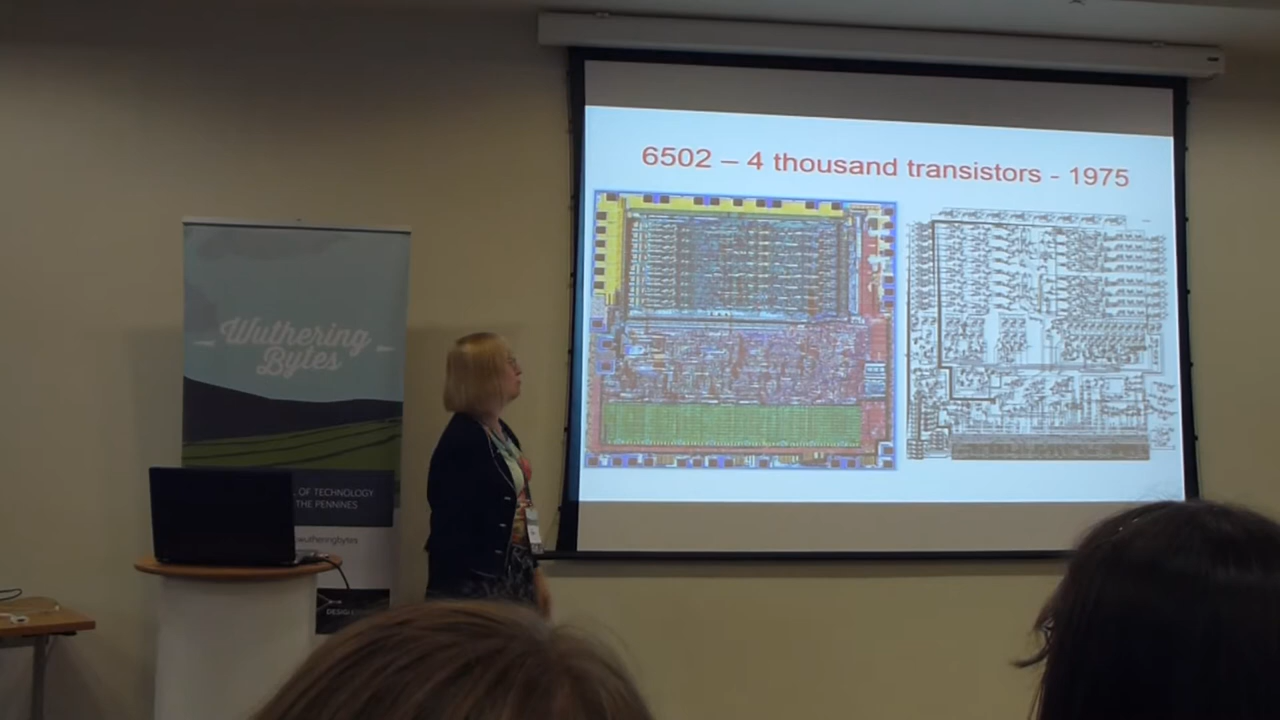 6502 – 4 thousand transistors - 1975
Wuthering
Bytes
OF TECHNOLOGY
THE PENNINES
wutheringbytes